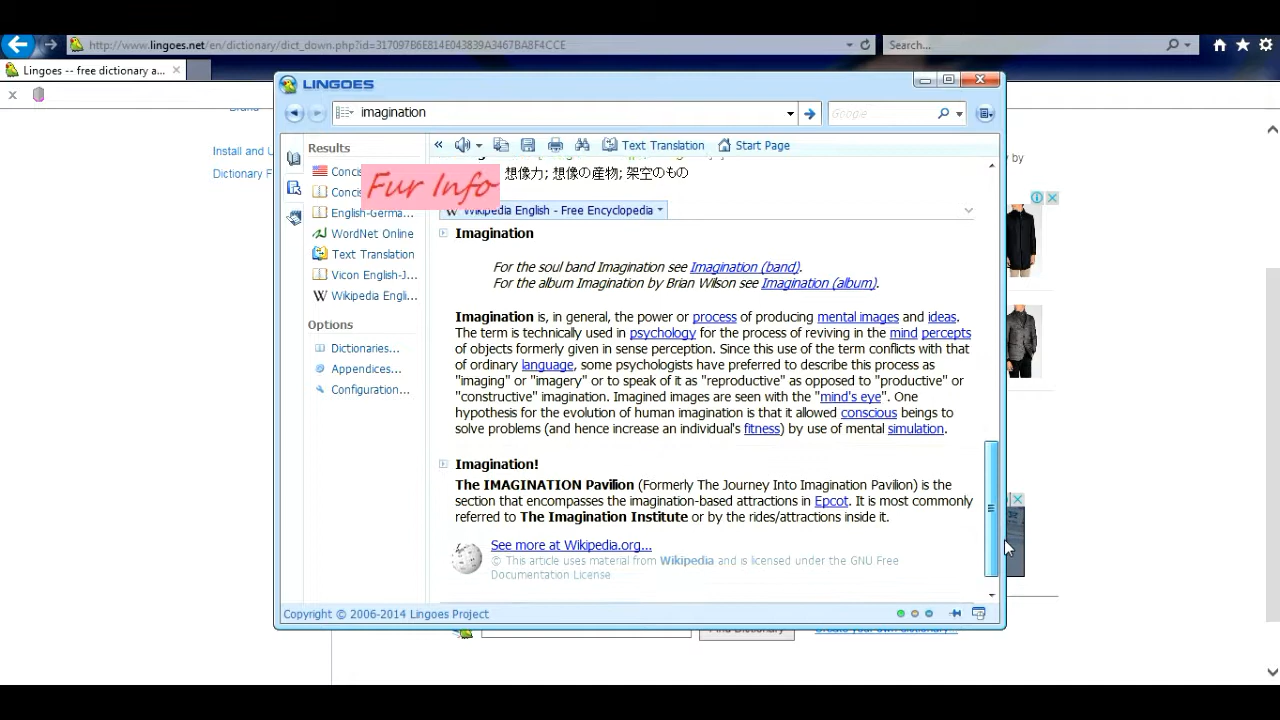 http://www.lingoes.net/en/dictionary/dict_down.php?id=317097B6E814E043839A3467BA8F4CCE
Search...
Lingoes -- free dictionary a...
LINGOES
imagination
Install and U
Dictionary F
by
Results
Conci
Conci
English-Germa...
WordNet Online
Text Translation
Vicon English-J...
Wikipedia Engli...
Options
Dictionaries...
Appendices...
Configuration...
Text Translation
Start Page
Fur Info
想像力; 想像の産物; 架空のもの
Wikipedia English - Free Encyclopedia
Imagination
For the soul band Imagination see Imagination (band).
For the album Imagination by Brian Wilson see Imagination (album).
Imagination is, in general, the power or process of producing mental images and ideas.
The term is technically used in psychology for the process of reviving in the mind percepts
of objects formerly given in sense perception. Since this use of the term conflicts with that
of ordinary language, some psychologists have preferred to describe this process as
"imaging" or "imagery" or to speak of it as "reproductive" as opposed to "productive" or
"constructive" imagination. Imagined images are seen with the "mind's eye". One
hypothesis for the evolution of human imagination is that it allowed conscious beings to
solve problems (and hence increase an individual's fitness) by use of mental simulation.
Imagination!
The IMAGINATION Pavilion (Formerly The Journey Into Imagination Pavilion) is the
section that encompasses the imagination-based attractions in Epcot. It is most commonly
referred to The Imagination Institute or by the rides/attractions inside it.
See more at Wikipedia.org...
© This article uses material from Wikipedia and is licensed under the GNU Free
Documentation License
Copyright © 2006-2014 Lingoes Project